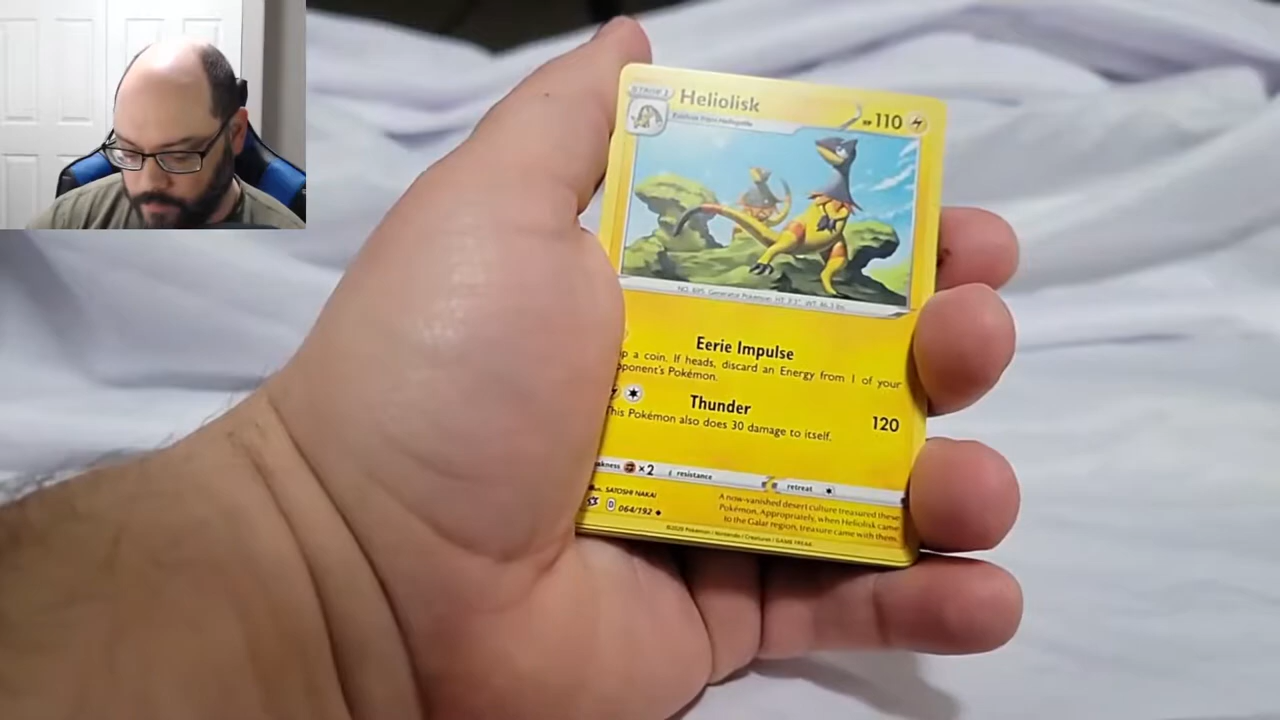 STAGE 1
Heliolisk
HP 110
Evolves from Helioptile
NO. 695 Generator Pokémon HT: 3'3" WT: 46.3 lbs.
Eerie Impulse
p a coin. If heads, discard an Energy from 1 of your
ponent's Pokémon.
Thunder
120
This Pokémon also does 30 damage to itself.
akness ×2 resistance retreat
SATOSHI NAKAI
D 064/192
A now-vanished desert culture treasured these
Pokémon. Appropriately, when Heliolisk came
to the Galar region, treasure came with them.
©2020 Pokémon / Nintendo / Creatures / GAME FREAK